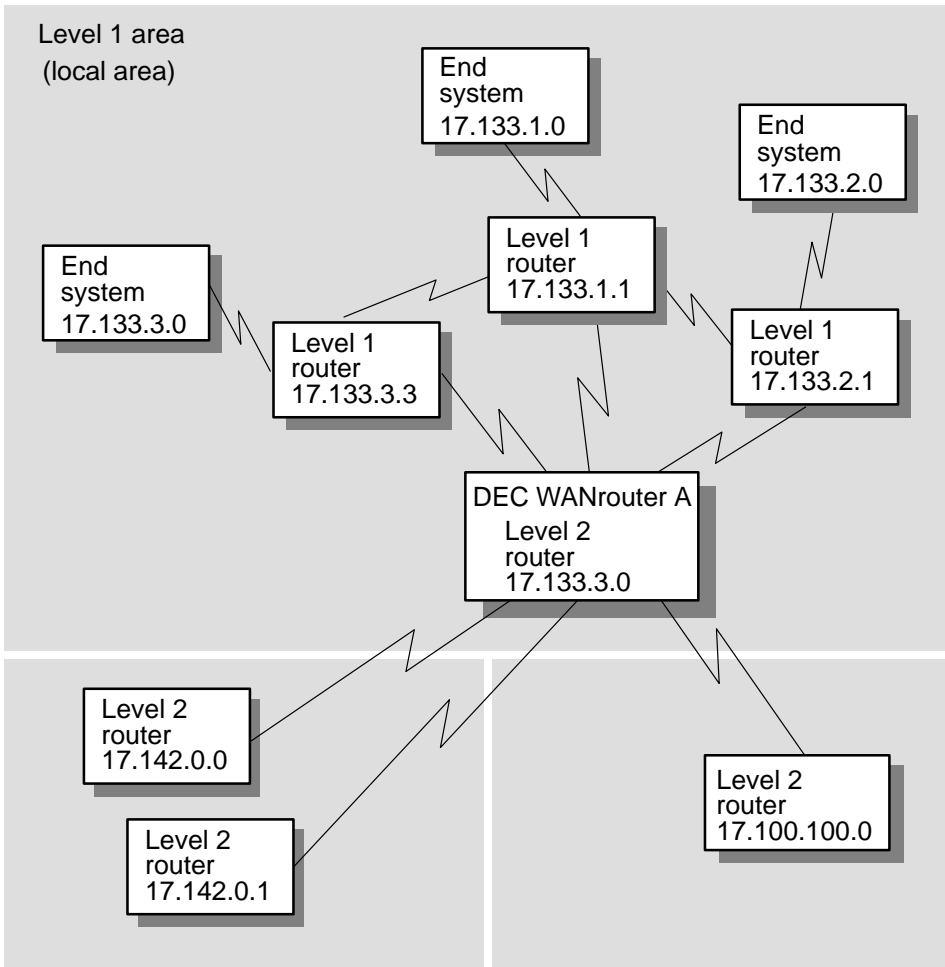 Level 1 area
(local area)
End
system
17.133.1.0
End
system
17.133.2.0
Level 1
router
17.133.1.1
End
system
17.133.3.0
Level 1
router
17.133.3.3
Level 1
router
17.133.2.1
DEC WANrouter A
Level 2
router
17.133.3.0
Level 2
router
17.142.0.0
Level 2
router
17.142.0.1
Level 2
router
17.100.100.0